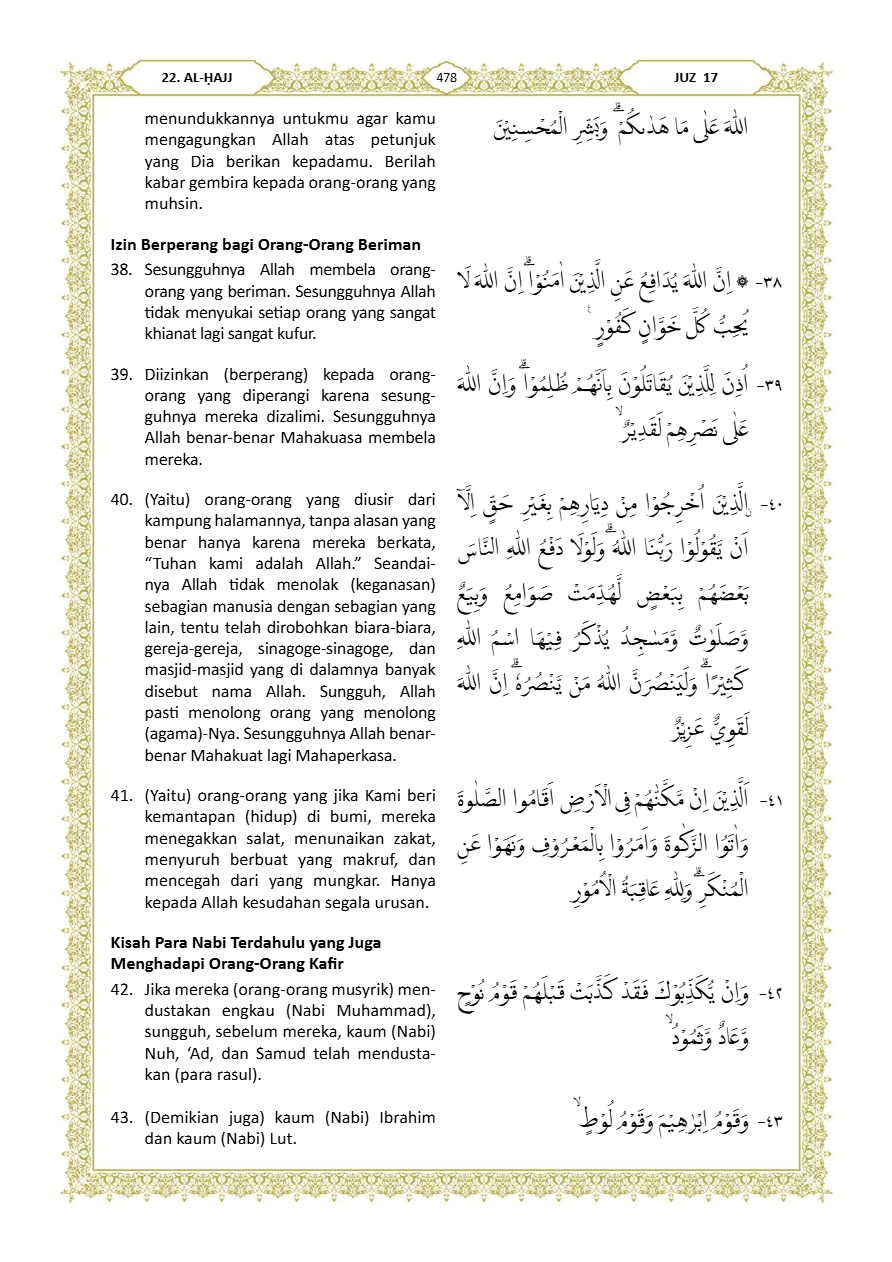 22. AL-ḤAJJ
478
JUZ 17
menundukkannya untukmu agar kamu
mengagungkan Allah atas petunjuk
yang Dia berikan kepadamu. Berilah
kabar gembira kepada orang-orang yang
muhsin.
اللّٰهَ عَلٰى مَا هَدٰىكُمْ ۗ وَبَشِّرِ الْمُحْسِنِيْنَ
Izin Berperang bagi Orang-Orang Beriman
38. Sesungguhnya Allah membela orang-
orang yang beriman. Sesungguhnya Allah
tidak menyukai setiap orang yang sangat
khianat lagi sangat kufur.
٣٨- ۞ اِنَّ اللّٰهَ يُدَافِعُ عَنِ الَّذِيْنَ اٰمَنُوْا ۗ اِنَّ اللّٰهَ لَا
يُحِبُّ كُلَّ خَوَّانٍ كَفُوْرٍ ࣖ
39. Diizinkan (berperang) kepada orang-
orang yang diperangi karena sesung-
guhnya mereka dizalimi. Sesungguhnya
Allah benar-benar Mahakuasa membela
mereka.
٣٩- اُذِنَ لِلَّذِيْنَ يُقَاتَلُوْنَ بِاَنَّهُمْ ظُلِمُوْا ۗ وَاِنَّ اللّٰهَ
عَلٰى نَصْرِهِمْ لَقَدِيْرٌ ۙ
40. (Yaitu) orang-orang yang diusir dari
kampung halamannya, tanpa alasan yang
benar hanya karena mereka berkata,
“Tuhan kami adalah Allah.” Seandai-
nya Allah tidak menolak (keganasan)
sebagian manusia dengan sebagian yang
lain, tentu telah dirobohkan biara-biara,
gereja-gereja, sinagoge-sinagoge, dan
masjid-masjid yang di dalamnya banyak
disebut nama Allah. Sungguh, Allah
pasti menolong orang yang menolong
(agama)-Nya. Sesungguhnya Allah benar-
benar Mahakuat lagi Mahaperkasa.
٤٠- ۨالَّذِيْنَ اُخْرِجُوْا مِنْ دِيَارِهِمْ بِغَيْرِ حَقٍّ اِلَّآ
اَنْ يَّقُوْلُوْا رَبُّنَا اللّٰهُ ۗ وَلَوْلَا دَفْعُ اللّٰهِ النَّاسَ
بَعْضَهُمْ بِبَعْضٍ لَّهُدِّمَتْ صَوَامِعُ وَبِيَعٌ
وَّصَلَوٰتٌ وَّمَسٰجِدُ يُذْكَرُ فِيْهَا اسْمُ اللّٰهِ
كَثِيْرًا ۗ وَلَيَنْصُرَنَّ اللّٰهُ مَنْ يَّنْصُرُهٗ ۗ اِنَّ اللّٰهَ
لَقَوِيٌّ عَزِيْزٌ
41. (Yaitu) orang-orang yang jika Kami beri
kemantapan (hidup) di bumi, mereka
menegakkan salat, menunaikan zakat,
menyuruh berbuat yang makruf, dan
mencegah dari yang mungkar. Hanya
kepada Allah kesudahan segala urusan.
٤١- اَلَّذِيْنَ اِنْ مَّكَّنّٰهُمْ فِى الْاَرْضِ اَقَامُوا الصَّلٰوةَ
وَاٰتَوُا الزَّكٰوةَ وَاَمَرُوْا بِالْمَعْرُوْفِ وَنَهَوْا عَنِ
الْمُنْكَرِ ۗ وَلِلّٰهِ عَاقِبَةُ الْاُمُوْرِ
Kisah Para Nabi Terdahulu yang Juga
Menghadapi Orang-Orang Kafir
42. Jika mereka (orang-orang musyrik) men-
dustakan engkau (Nabi Muhammad),
sungguh, sebelum mereka, kaum (Nabi)
Nuh, ‘Ad, dan Samud telah mendusta-
kan (para rasul).
٤٢- وَاِنْ يُّكَذِّبُوْكَ فَقَدْ كَذَّبَتْ قَبْلَهُمْ قَوْمُ نُوْحٍ
وَّعَادٌ وَّثَمُوْدُ ۙ
43. (Demikian juga) kaum (Nabi) Ibrahim
dan kaum (Nabi) Lut.
٤٣- وَقَوْمُ اِبْرٰهِيْمَ وَقَوْمُ لُوْطٍ ۙ